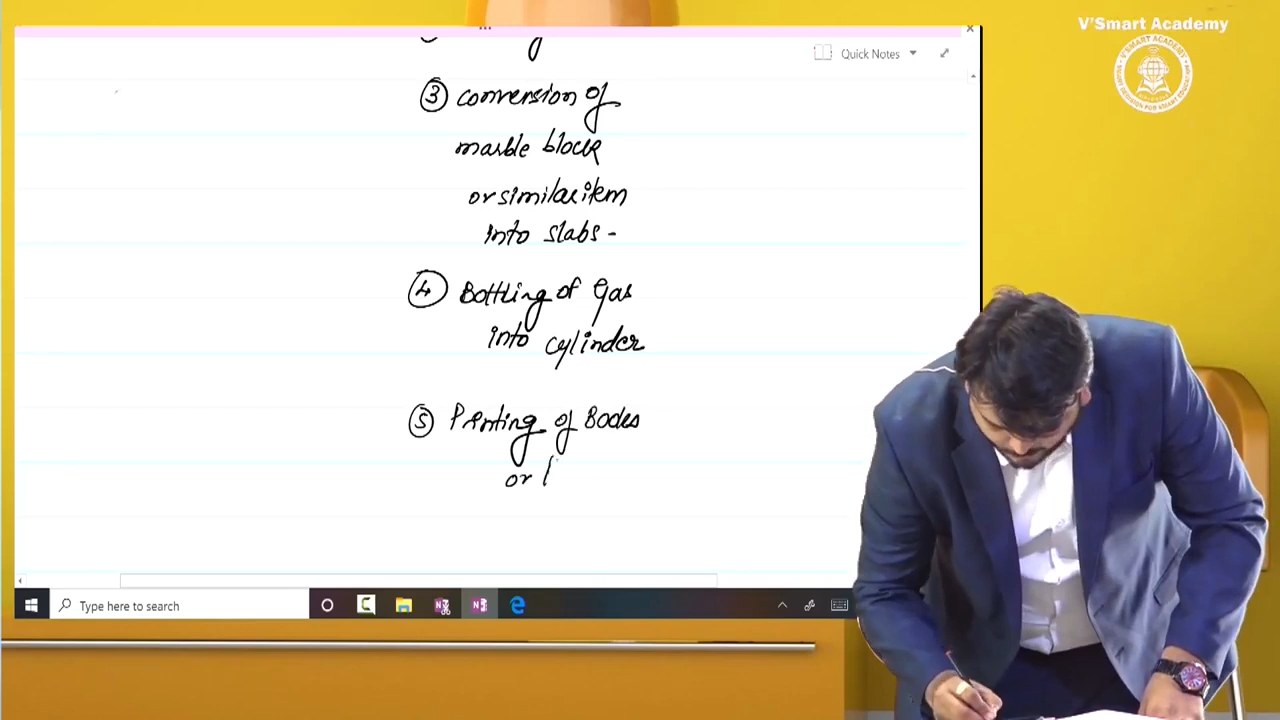 V'Smart Academy
Quick Notes
③ conversion of
marble block
or similar item
into slabs -
④ Bottling of Gas
into cylinder
⑤ Printing of Books
or
Type here to search